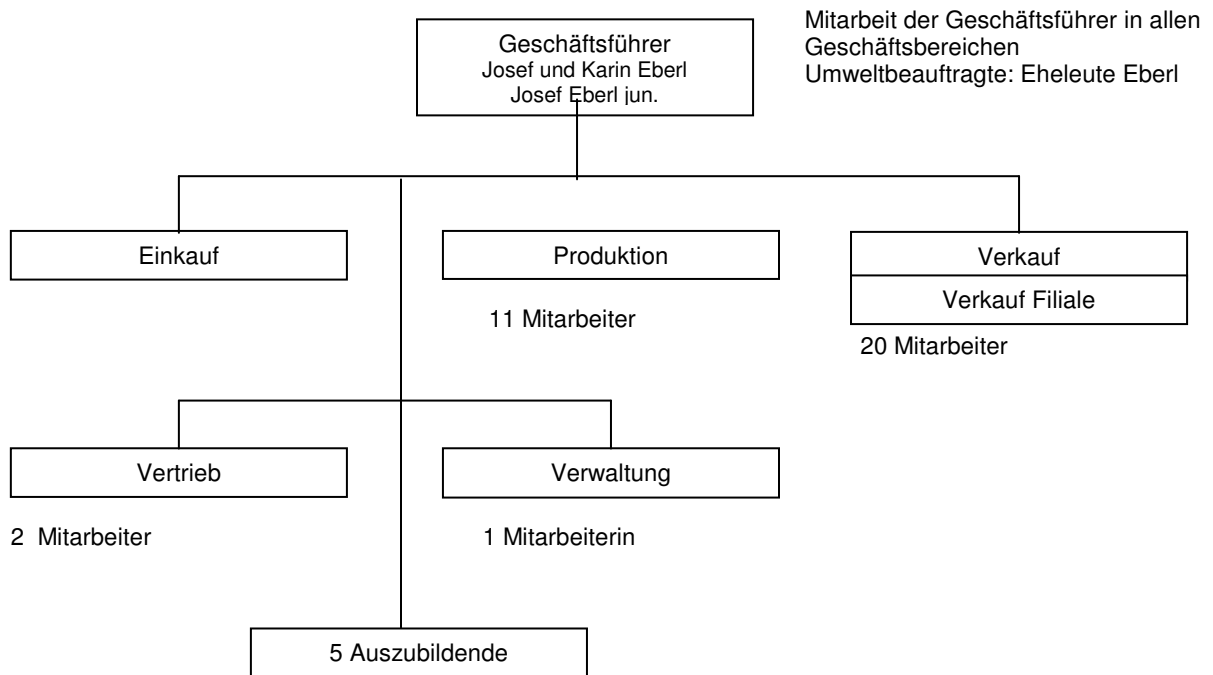 Geschäftsführer
Josef und Karin Eberl
Josef Eberl jun.
Mitarbeit der Geschäftsführer in allen
Geschäftsbereichen
Umweltbeauftragte: Eheleute Eberl
Einkauf
Produktion
11 Mitarbeiter
Verkauf
Verkauf Filiale
20 Mitarbeiter
Vertrieb
2 Mitarbeiter
Verwaltung
1 Mitarbeiterin
5 Auszubildende